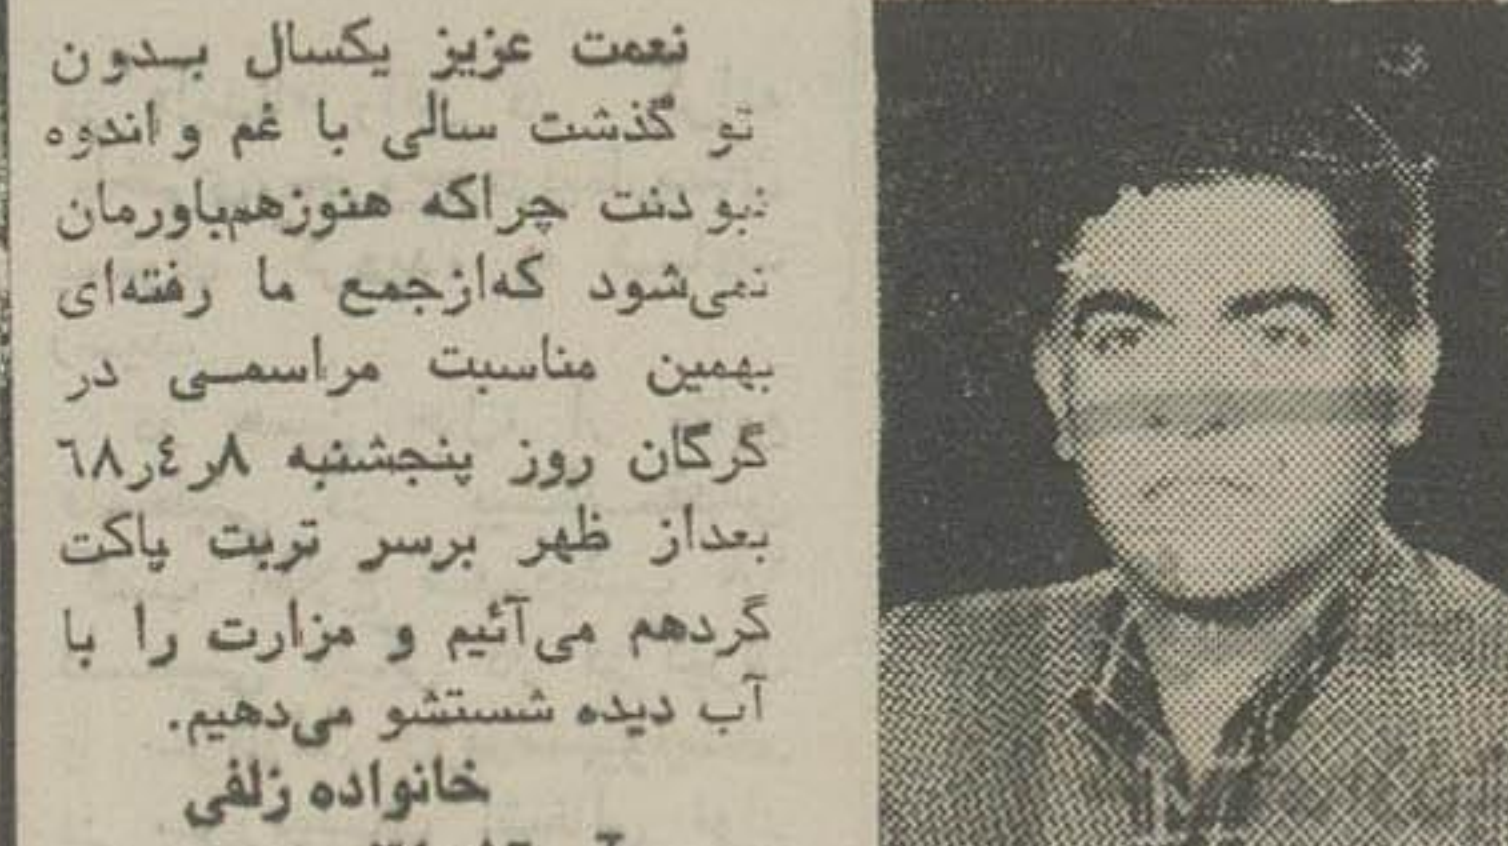 نعمت عزیز یکسال بدون
تو گذشت سالی با غم و اندوه
نبودنت چراکه هنوزهم‌باورمان
نمی‌شود که‌ازجمع ما رفته‌ای
بهمین مناسبت مراسمی در
گرگان روز پنجشنبه ۸ر٤ر٦۸
بعداز ظهر برسر تربت پاکت
گردهم می‌آئیم و مزارت را با
آب دیده شستشو می‌دهیم.
خانواده زلفی